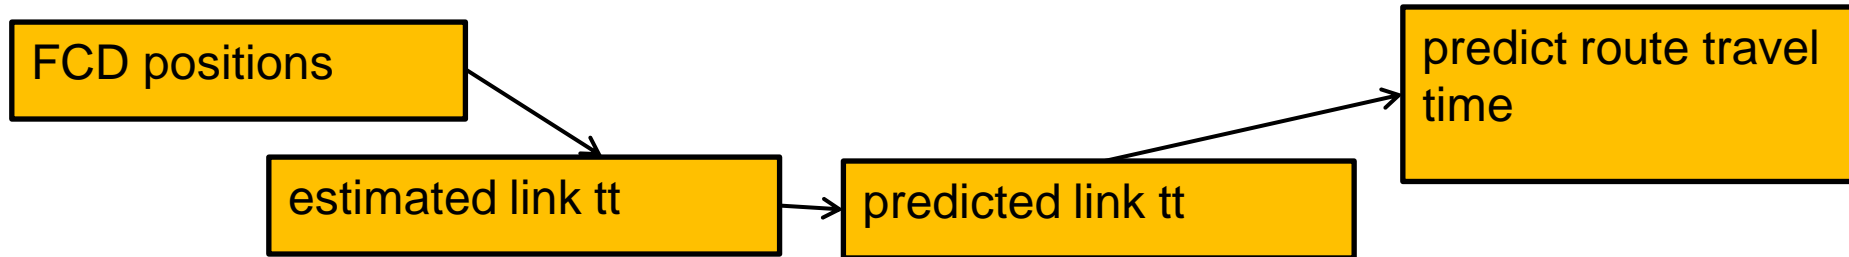 FCD positions
estimated link tt
predicted link tt
predict route travel
time